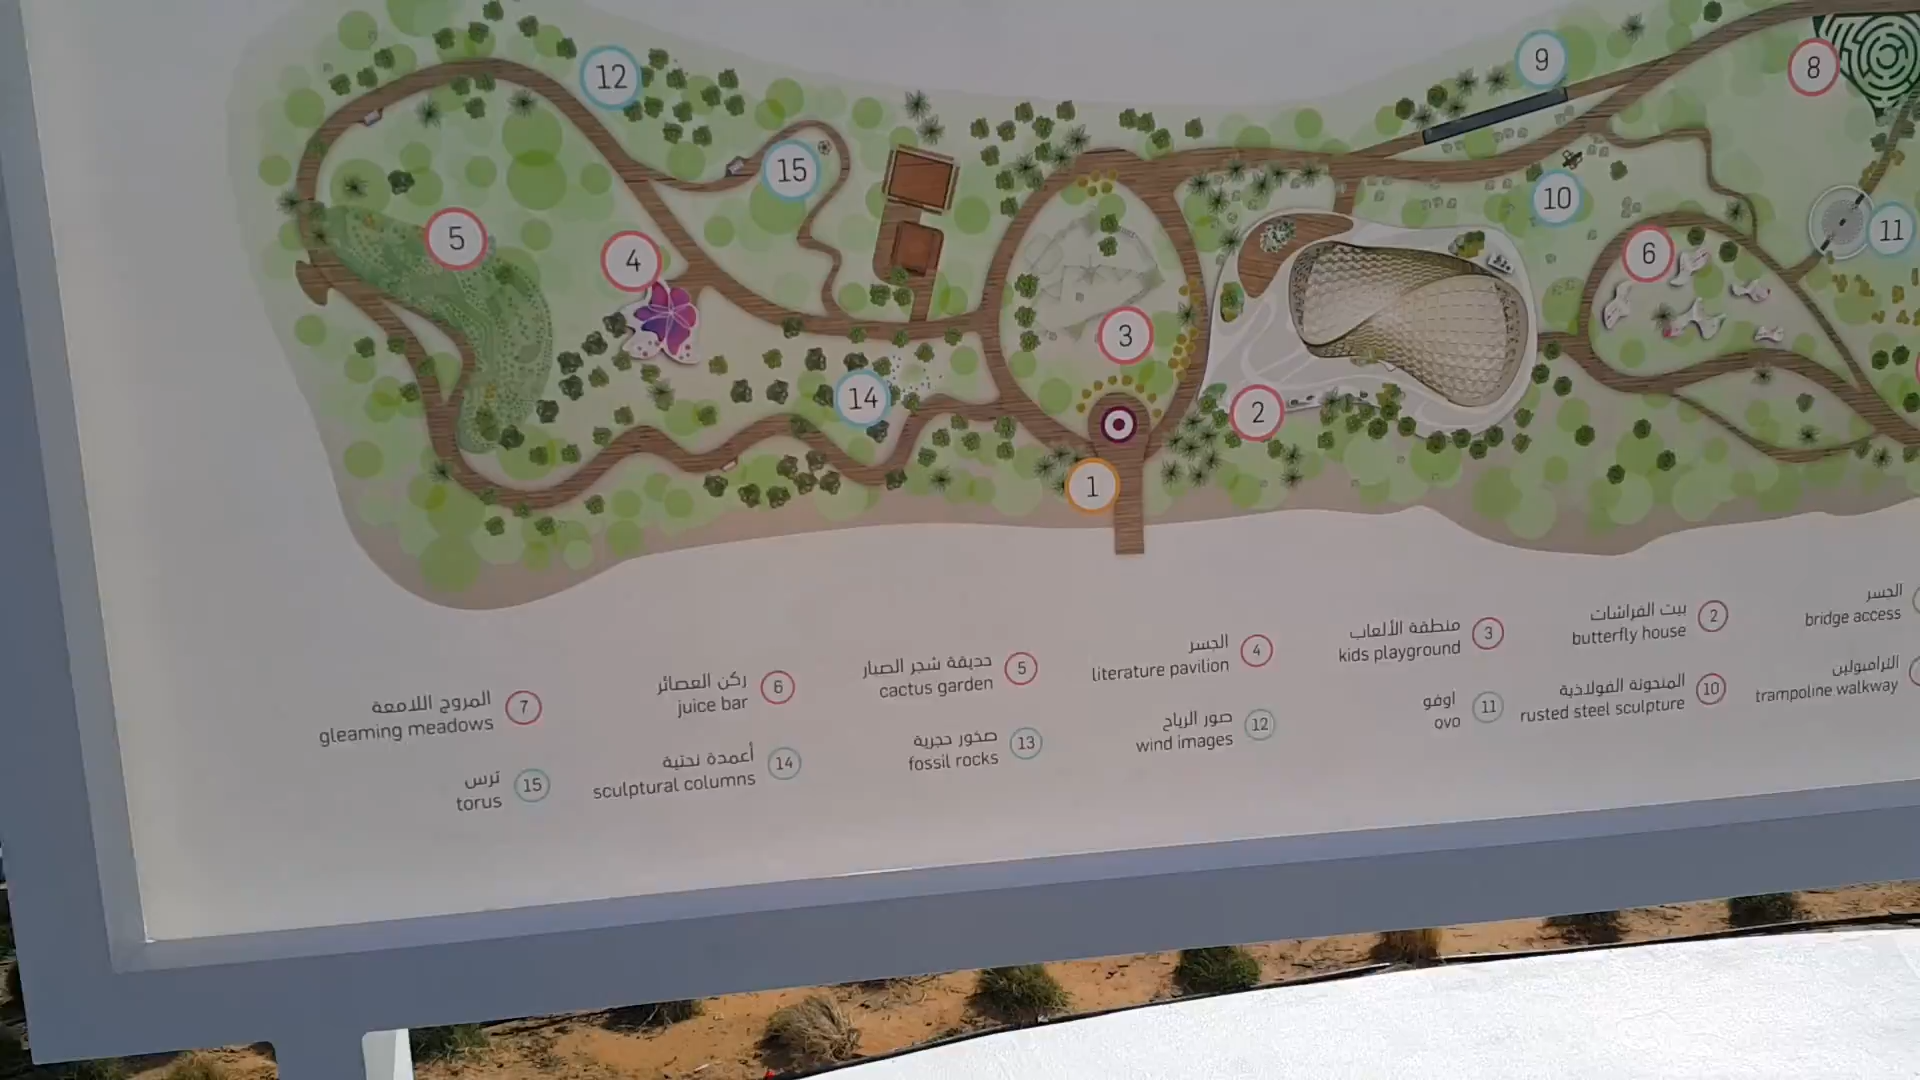 12
9
8
15
10
5
4
6
11
3
14
2
1
الجسر
bridge access
بيت الفراشات
butterfly house
2
منطقة الألعاب
kids playground
3
الجسر
literature pavilion
4
حديقة شجر الصبار
cactus garden
5
ركن العصائر
juice bar
6
المروج اللامعة
gleaming meadows
7
الترامبولين
trampoline walkway
المنحوتة الفولاذية
rusted steel sculpture
10
اوفو
ovo
11
صور الرياح
wind images
12
صخور حجرية
fossil rocks
13
أعمدة نحتية
sculptural columns
14
ترس
torus
15